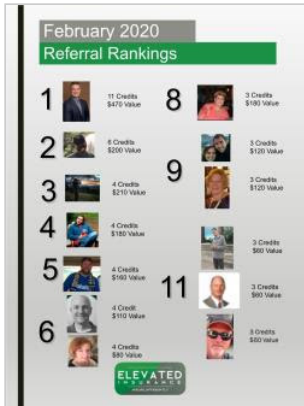 February 2020
Referral Rankings
1
11 Credits
$470 Value
2
6 Credits
$200 Value
3
4 Credits
$210 Value
4
4 Credits
$180 Value
5
4 Credits
$160 Value
6
4 Credit
$110 Value
4 Credits
$80 Value
8
3 Credits
$180 Value
9
3 Credits
$120 Value
3 Credits
$120 Value
11
3 Credits
$60 Value
3 Credits
$60 Value
3 Credits
$60 Value
ELEVATED
INSURANCE